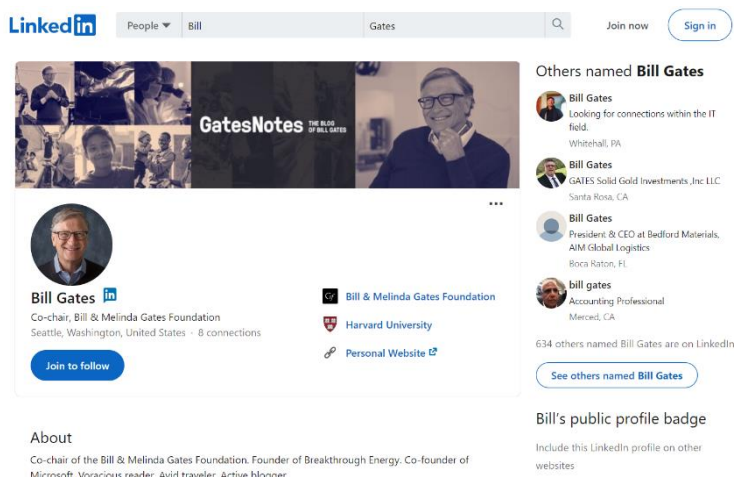 Linked in
People ▼ Bill Gates
Join now
Sign in
GatesNotes THE BLOG
OF BILL GATES
Bill Gates in
Co-chair, Bill & Melinda Gates Foundation
Seattle, Washington, United States · 8 connections
Join to follow
Bill & Melinda Gates Foundation
Harvard University
Personal Website
About
Co-chair of the Bill & Melinda Gates Foundation. Founder of Breakthrough Energy. Co-founder of
Microsoft. Voracious reader. Avid traveler. Active blogger.
Others named Bill Gates
Bill Gates
Looking for connections within the IT
field.
Whitehall, PA
Bill Gates
GATES Solid Gold Investments ,Inc LLC
Santa Rosa, CA
Bill Gates
President & CEO at Bedford Materials,
AIM Global Logistics
Boca Raton, FL
bill gates
Accounting Professional
Merced, CA
634 others named Bill Gates are on LinkedIn
See others named Bill Gates
Bill's public profile badge
Include this LinkedIn profile on other
websites